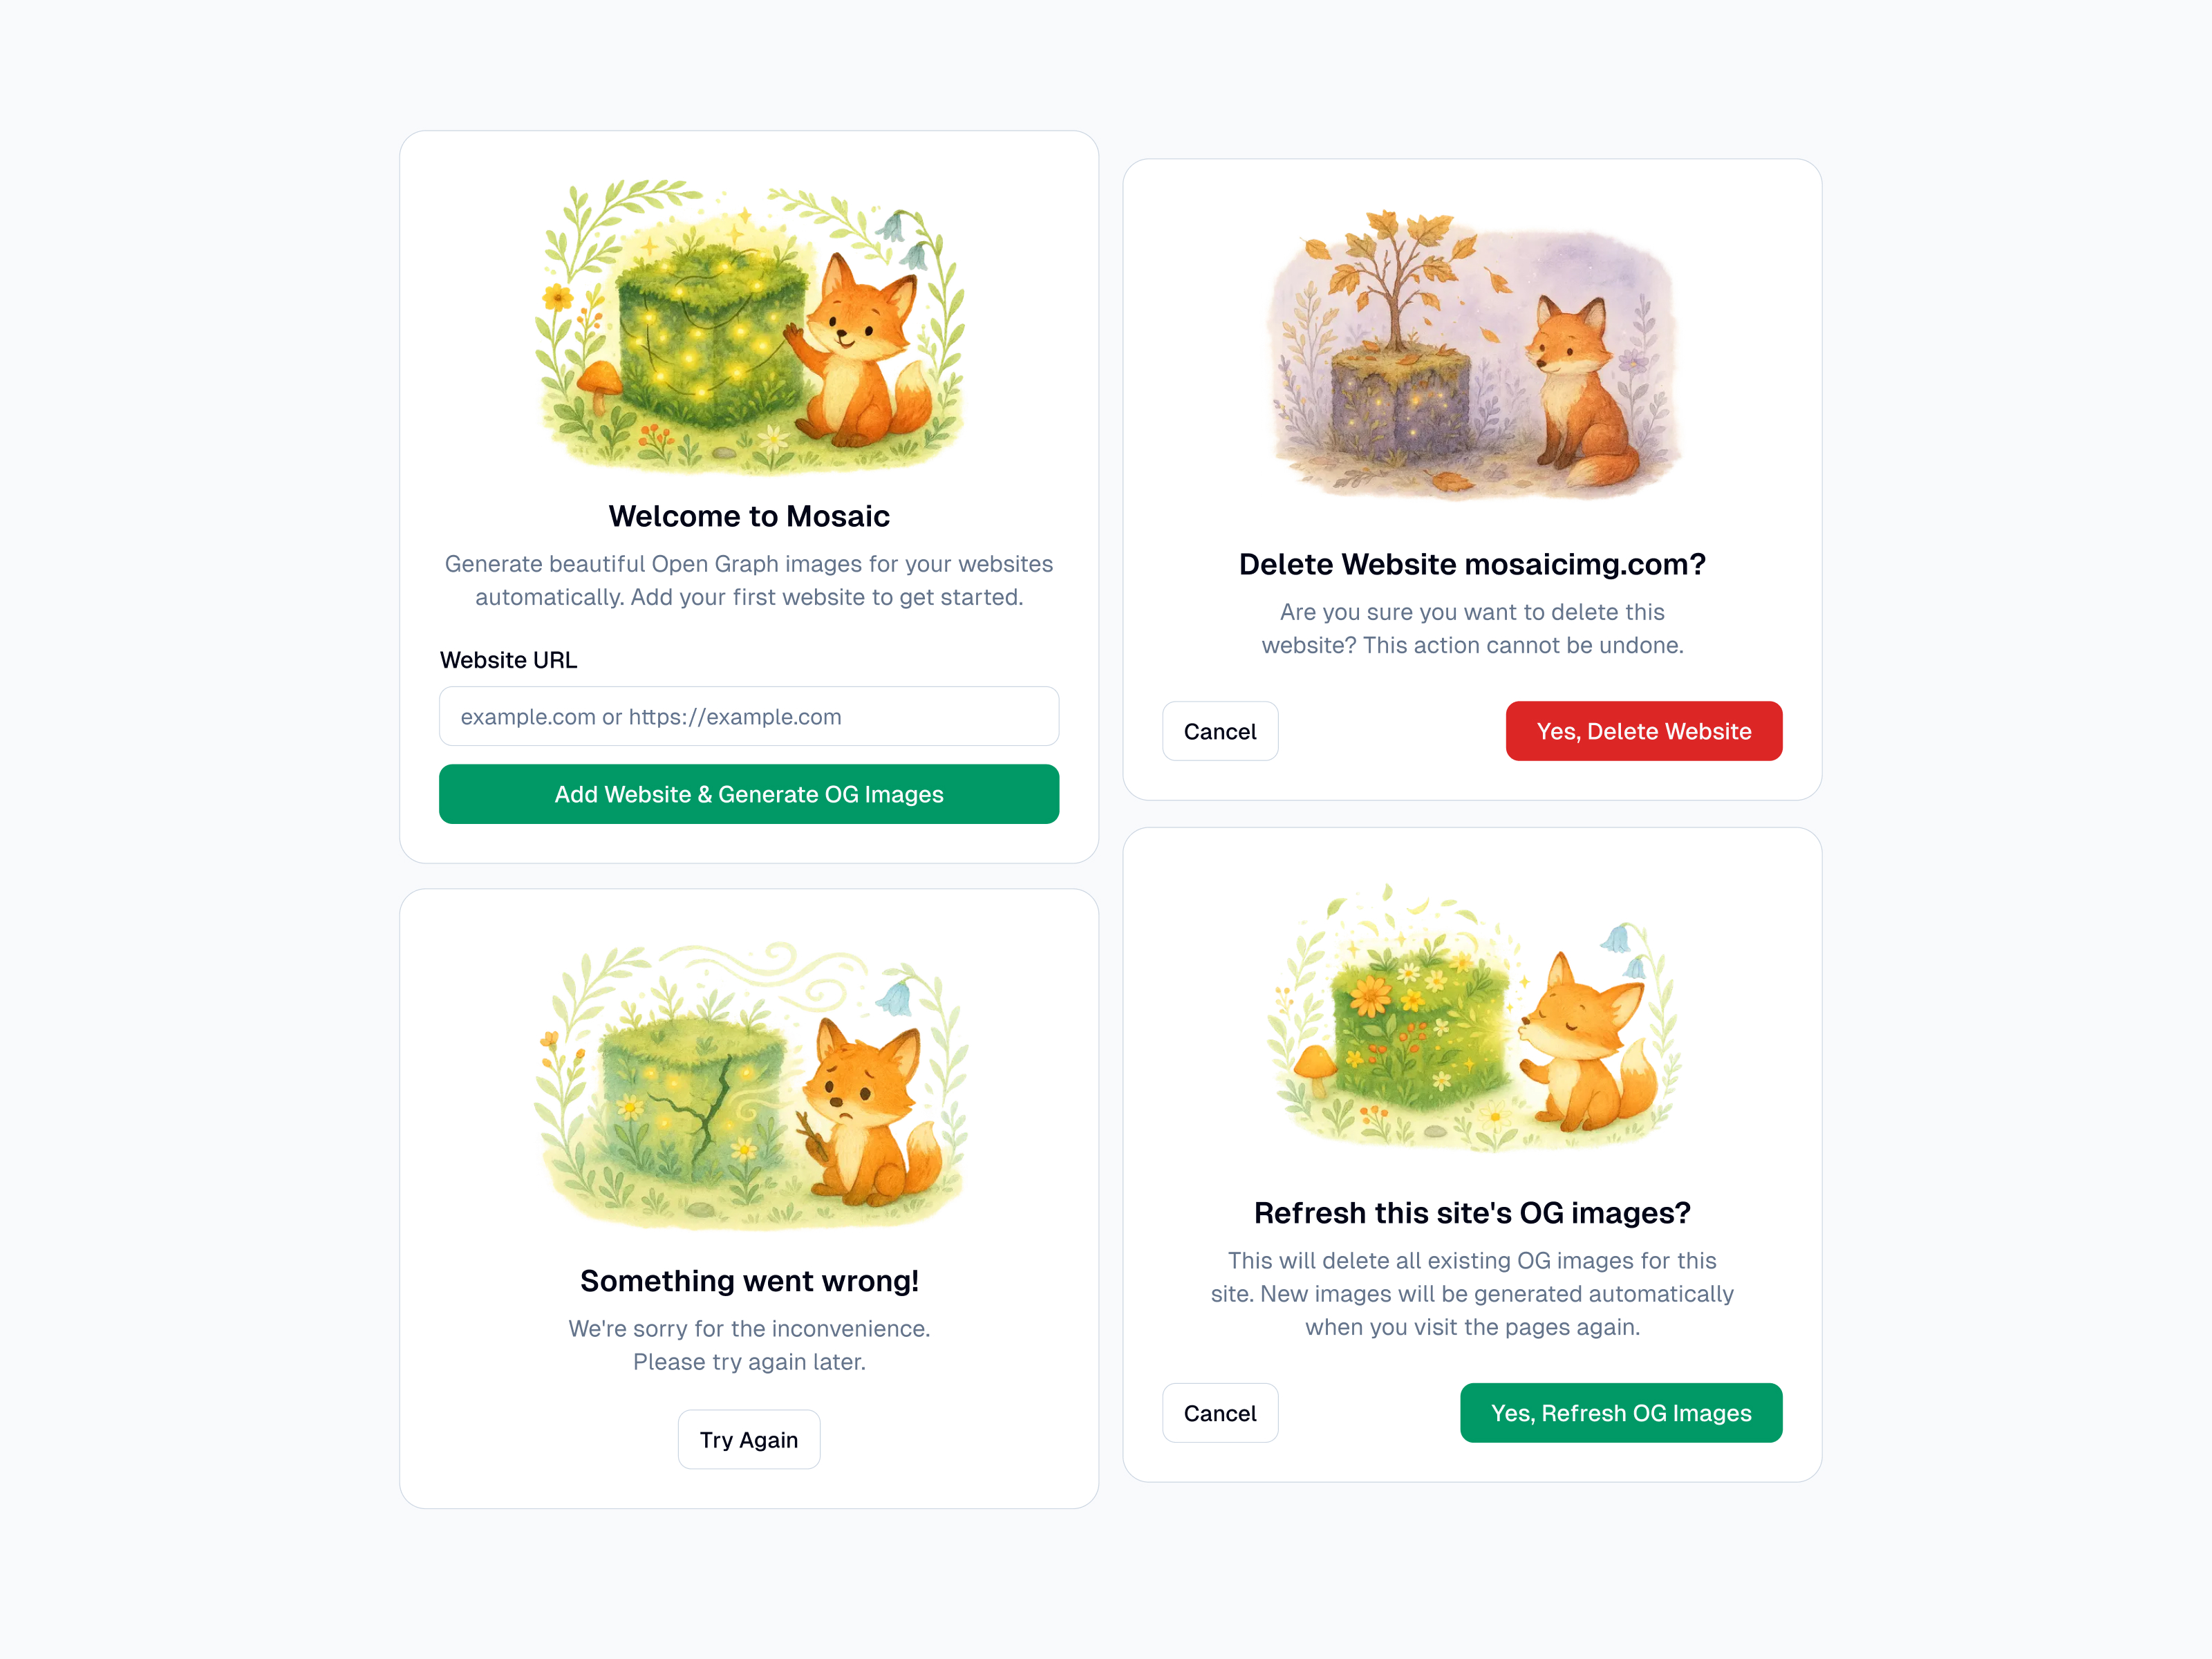 Welcome to Mosaic
Generate beautiful Open Graph images for your websites
automatically. Add your first website to get started.
Website URL
example.com or https://example.com
Add Website & Generate OG Images
Something went wrong!
We're sorry for the inconvenience.
Please try again later.
Try Again
Delete Website mosaicimg.com?
Are you sure you want to delete this
website? This action cannot be undone.
Cancel
Yes, Delete Website
Refresh this site's OG images?
This will delete all existing OG images for this
site. New images will be generated automatically
when you visit the pages again.
Cancel
Yes, Refresh OG Images